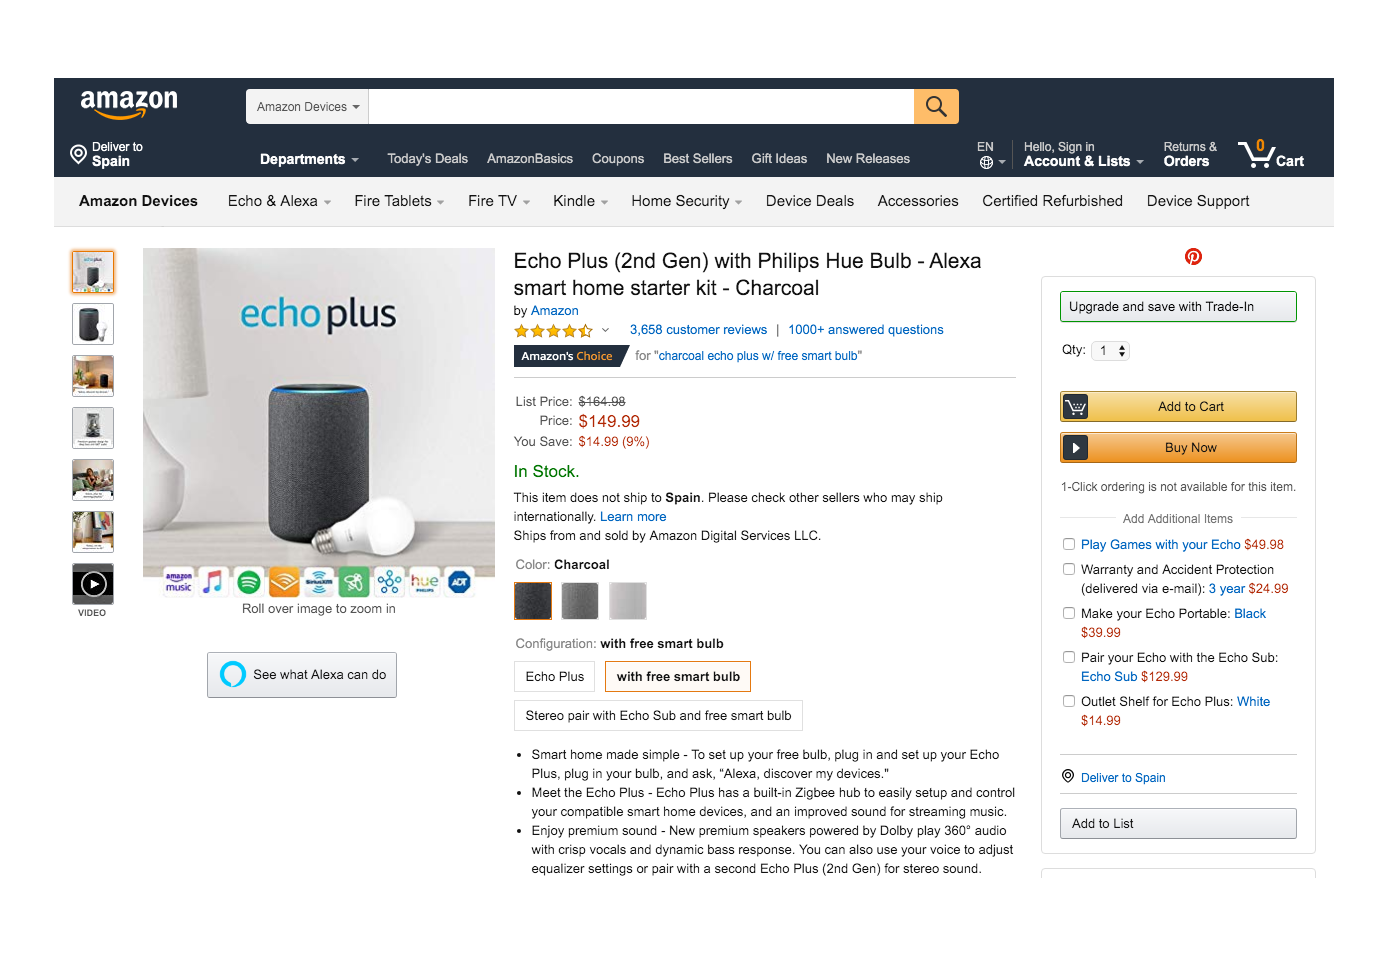 amazon
Amazon Devices
Deliver to
Spain
Departments
Today's Deals
AmazonBasics
Coupons
Best Sellers
Gift Ideas
New Releases
EN
Hello, Sign in
Account & Lists
Returns &
Orders
0
Cart
Amazon Devices
Echo & Alexa
Fire Tablets
Fire TV
Kindle
Home Security
Device Deals
Accessories
Certified Refurbished
Device Support
VIDEO
echo plus
amazon
music
SiriusXM
hue
PHILIPS
ADT
Roll over image to zoom in
See what Alexa can do
Echo Plus (2nd Gen) with Philips Hue Bulb - Alexa
smart home starter kit - Charcoal
by Amazon
3,658 customer reviews | 1000+ answered questions
Amazon's Choice for "charcoal echo plus w/ free smart bulb"
List Price: $164.98
Price: $149.99
You Save: $14.99 (9%)
In Stock.
This item does not ship to Spain. Please check other sellers who may ship
internationally. Learn more
Ships from and sold by Amazon Digital Services LLC.
Color: Charcoal
Configuration: with free smart bulb
Echo Plus
with free smart bulb
Stereo pair with Echo Sub and free smart bulb
• Smart home made simple - To set up your free bulb, plug in and set up your Echo
Plus, plug in your bulb, and ask, "Alexa, discover my devices."
• Meet the Echo Plus - Echo Plus has a built-in Zigbee hub to easily setup and control
your compatible smart home devices, and an improved sound for streaming music.
• Enjoy premium sound - New premium speakers powered by Dolby play 360° audio
with crisp vocals and dynamic bass response. You can also use your voice to adjust
equalizer settings or pair with a second Echo Plus (2nd Gen) for stereo sound.
Upgrade and save with Trade-In
Qty: 1
Add to Cart
Buy Now
1-Click ordering is not available for this item.
Add Additional Items
Play Games with your Echo $49.98
Warranty and Accident Protection
(delivered via e-mail): 3 year $24.99
Make your Echo Portable: Black
$39.99
Pair your Echo with the Echo Sub:
Echo Sub $129.99
Outlet Shelf for Echo Plus: White
$14.99
Deliver to Spain
Add to List